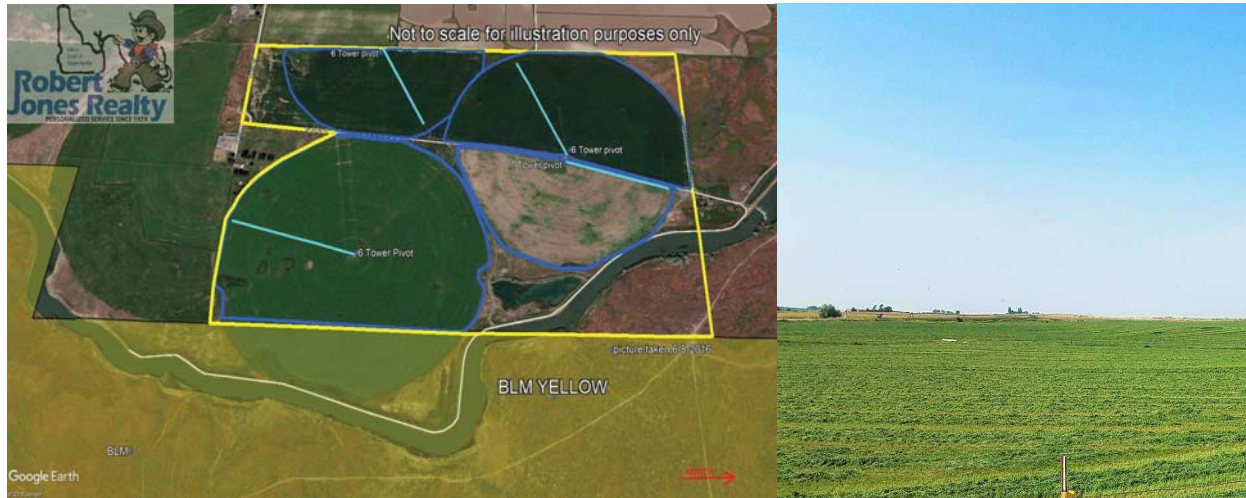 Not to scale for illustration purposes only
Robert
Jones Realty
PERSONALIZED SERVICE SINCE 1974
6 Tower pivot
6 Tower pivot
Tower pivot
6 Tower Pivot
picture taken 6/8/2016
BLM YELLOW
BLM
Google Earth
NORTH